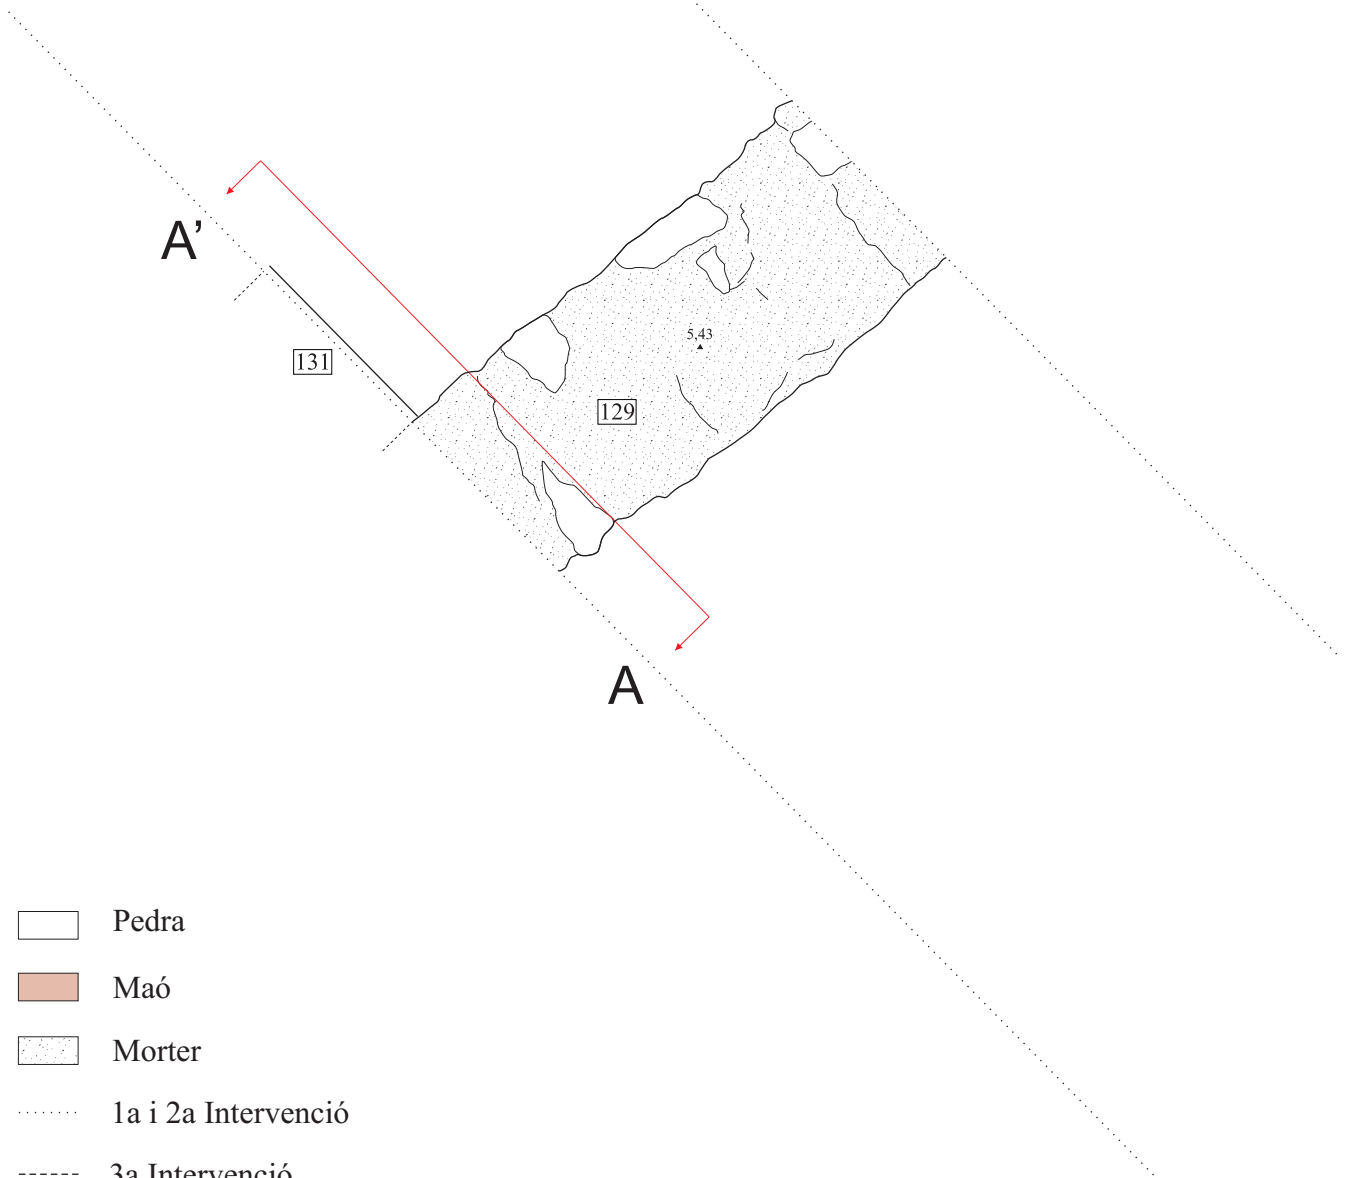 A’
131
5,43
129
A
Pedra
Maó
Morter
1a i 2a Intervenció
3a Intervenció